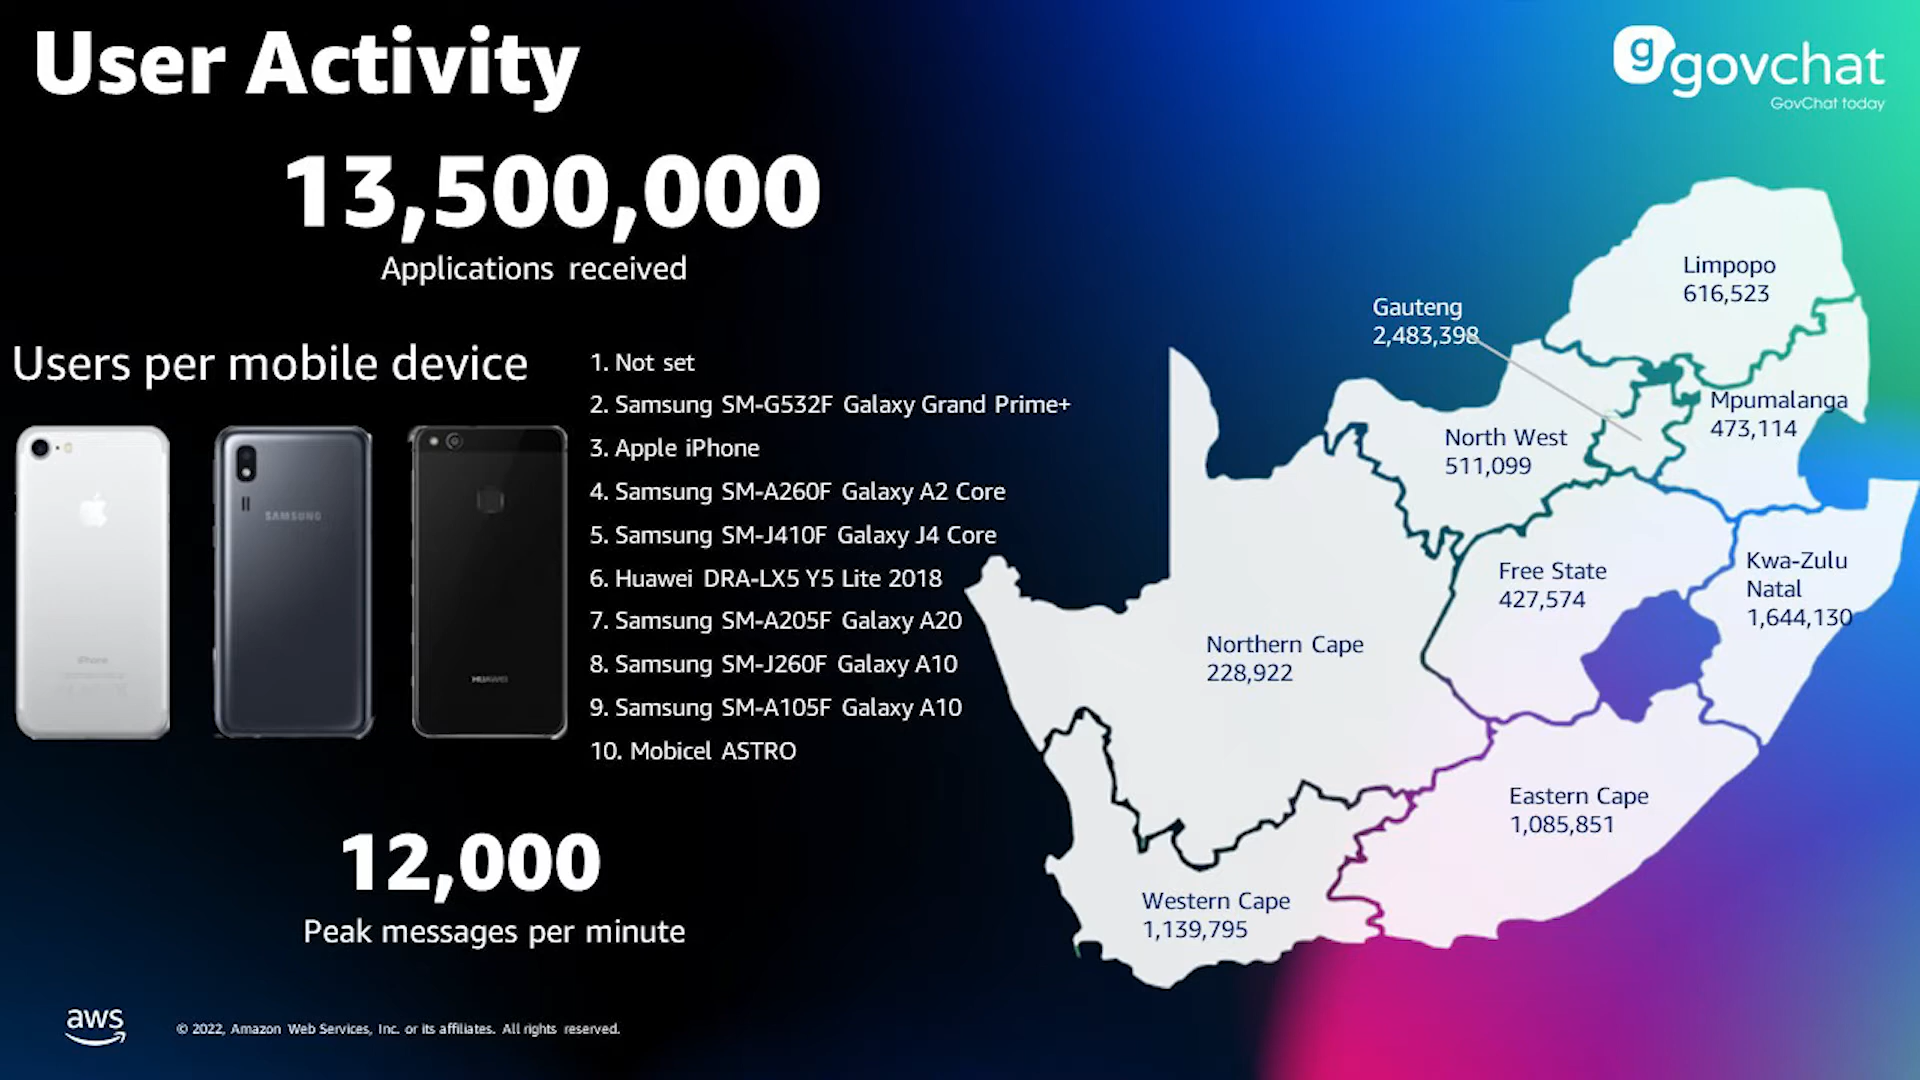 User Activity
g govchat
GovChat today
13,500,000
Applications received
Users per mobile device
1. Not set
2. Samsung SM-G532F Galaxy Grand Prime+
3. Apple iPhone
4. Samsung SM-A260F Galaxy A2 Core
5. Samsung SM-J410F Galaxy J4 Core
6. Huawei DRA-LX5 Y5 Lite 2018
7. Samsung SM-A205F Galaxy A20
8. Samsung SM-J260F Galaxy A10
9. Samsung SM-A105F Galaxy A10
10. Mobicel ASTRO
iPhone
SAMSUNG
HUAWEI
12,000
Peak messages per minute
Limpopo
616,523
Gauteng
2,483,398
Mpumalanga
473,114
North West
511,099
Free State
427,574
Kwa-Zulu
Natal
1,644,130
Northern Cape
228,922
Eastern Cape
1,085,851
Western Cape
1,139,795
aws
© 2022, Amazon Web Services, Inc. or its affiliates. All rights reserved.